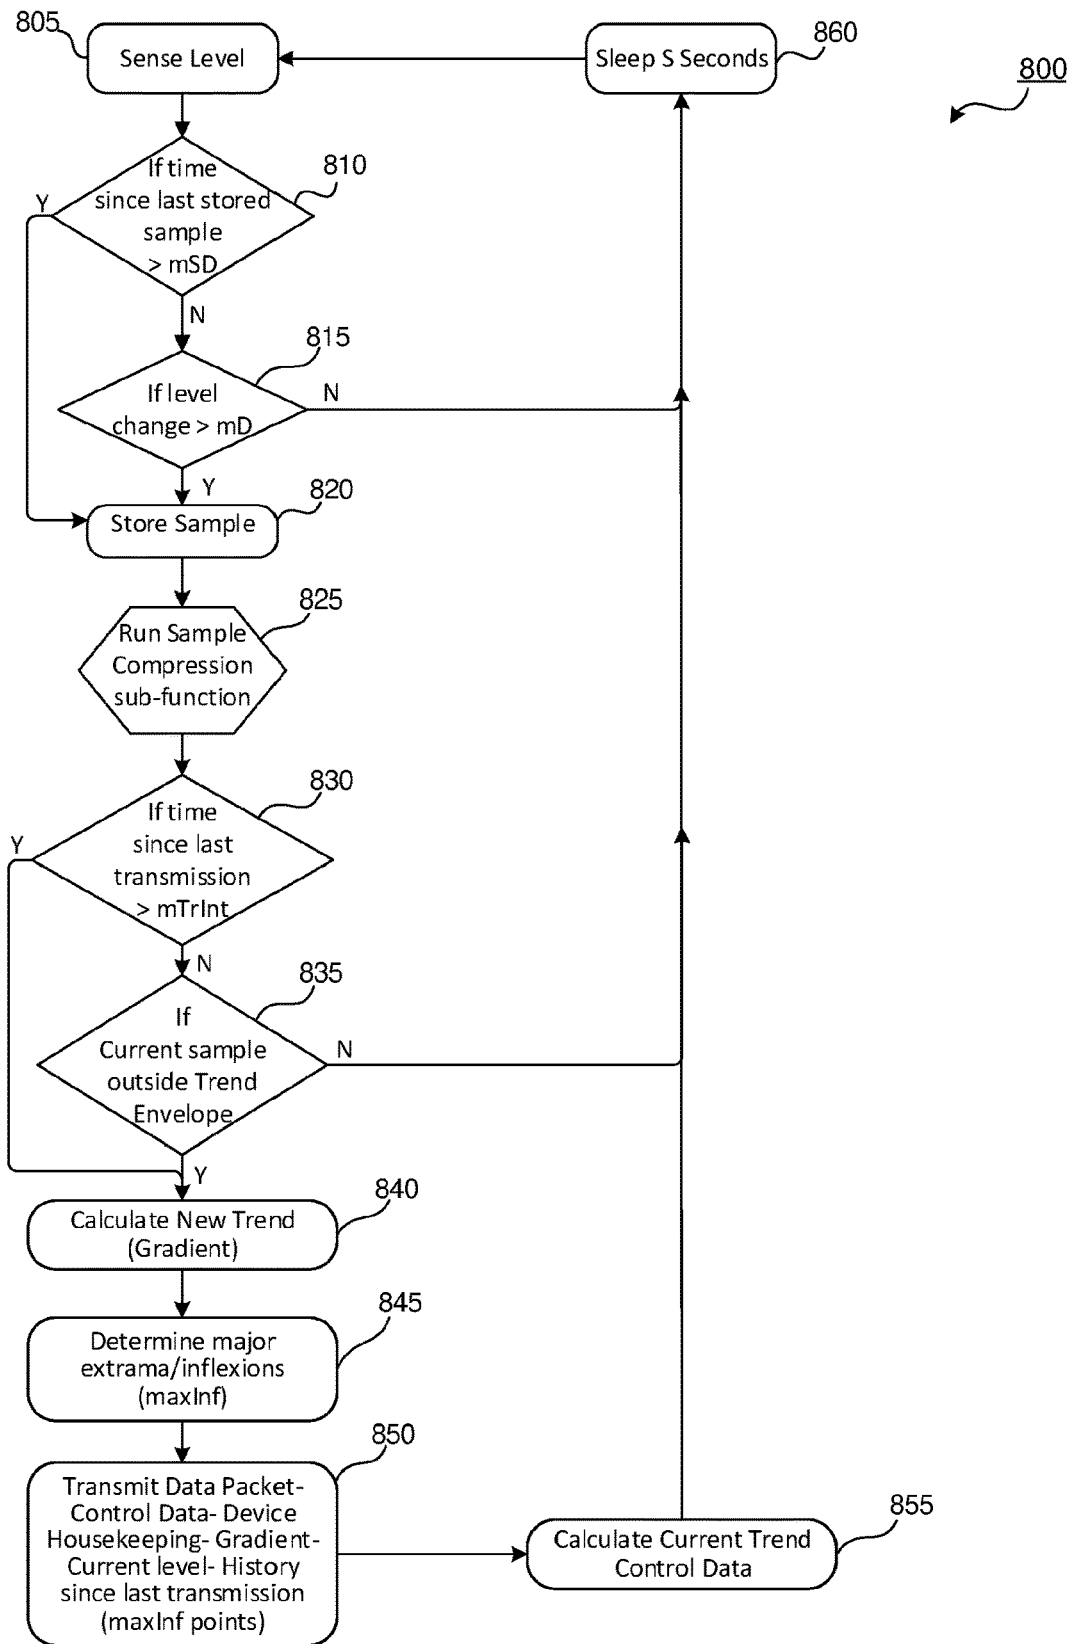 805
Sense Level
Sleep S Seconds
860
800
If time
since last stored
sample
> mSD
810
Y
N
815
If level
change > mD
N
Y
820
Store Sample
825
Run Sample
Compression
sub-function
830
If time
since last
transmission
> mTrInt
Y
N
835
If
Current sample
outside Trend
Envelope
N
Y
840
Calculate New Trend
(Gradient)
845
Determine major
extrama/inflexions
(maxInf)
850
Transmit Data Packet-
Control Data- Device
Housekeeping- Gradient-
Current level- History
since last transmission
(maxInf points)
855
Calculate Current Trend
Control Data